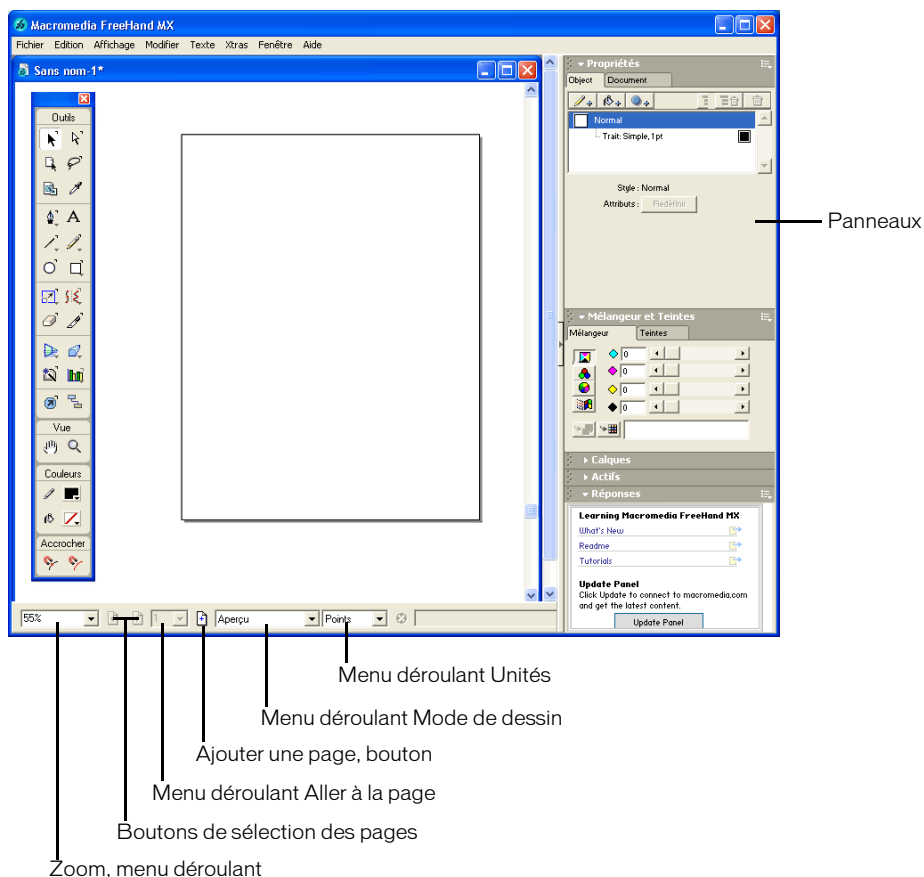 Macromedia FreeHand MX
Fichier Edition Affichage Modifier Texte Xtras Fenêtre Aide
Sans nom-1*
Outils
Vue
Couleurs
Accrocher
Propriétés
Object Document
Normal
Trait: Simple, 1 pt
Style : Normal
Attributs : Redéfinir
Panneaux
Mélangeur et Teintes
Mélangeur Teintes
0
0
0
0
Calques
Actifs
Réponses
Learning Macromedia FreeHand MX
What's New
Readme
Tutorials
Update Panel
Click Update to connect to macromedia.com
and get the latest content.
Update Panel
55% 1 Aperçu Points
Menu déroulant Unités
Menu déroulant Mode de dessin
Ajouter une page, bouton
Menu déroulant Aller à la page
Boutons de sélection des pages
Zoom, menu déroulant